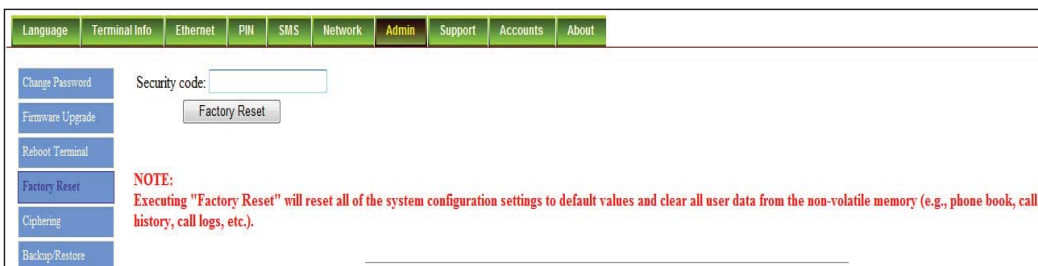 Language Terminal Info Ethernet PIN SMS Network Admin Support Accounts About
Change Password
Firmware Upgrade
Reboot Terminal
Factory Reset
Ciphering
Backup/Restore
Security code:
Factory Reset
NOTE:
Executing "Factory Reset" will reset all of the system configuration settings to default values and clear all user data from the non-volatile memory (e.g., phone book, call
history, call logs, etc.).